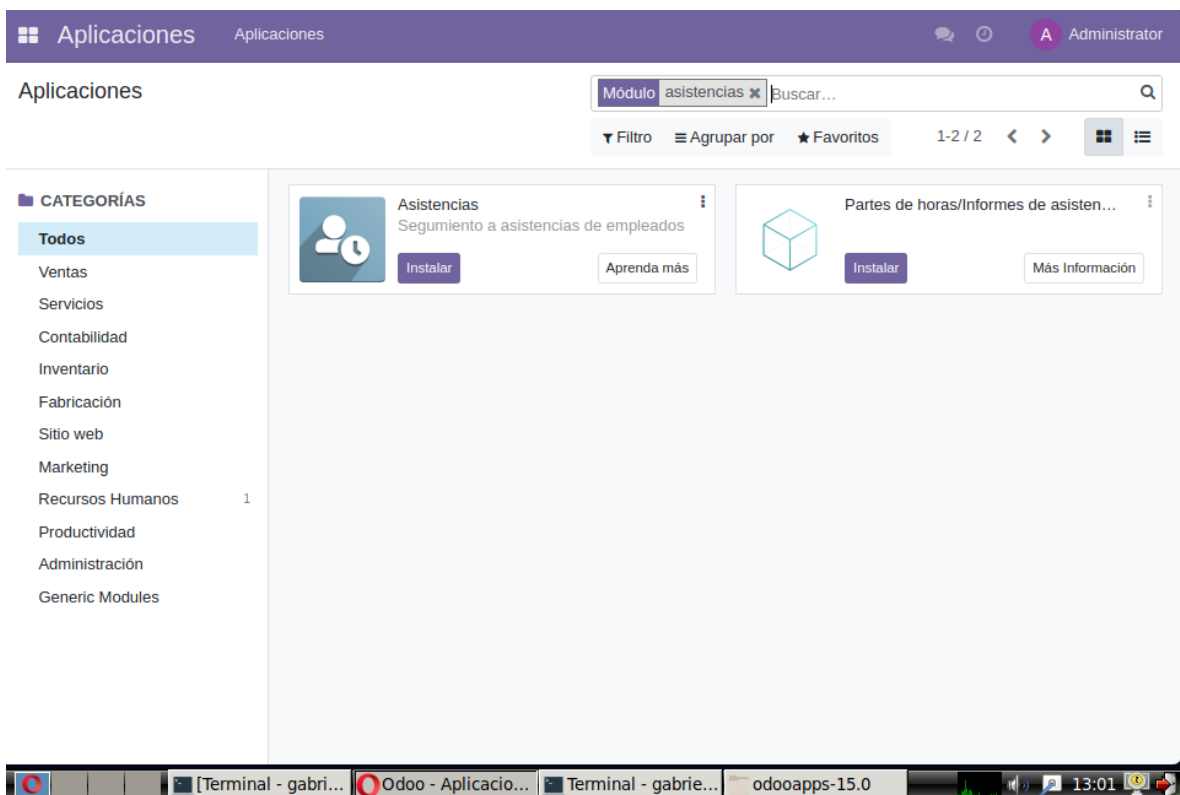 Aplicaciones Aplicaciones A Administrator
Aplicaciones
Módulo asistencias Buscar...
Filtro Agrupar por Favoritos 1-2 / 2
CATEGORÍAS
Todos
Ventas
Servicios
Contabilidad
Inventario
Fabricación
Sitio web
Marketing
Recursos Humanos 1
Productividad
Administración
Generic Modules
Asistencias
Segumiento a asistencias de empleados
Instalar Aprenda más
Partes de horas/Informes de asisten...
Instalar Más Información
[Terminal - gabri... Odoo - Aplicacio... Terminal - gabrie... odooapps-15.0 13:01